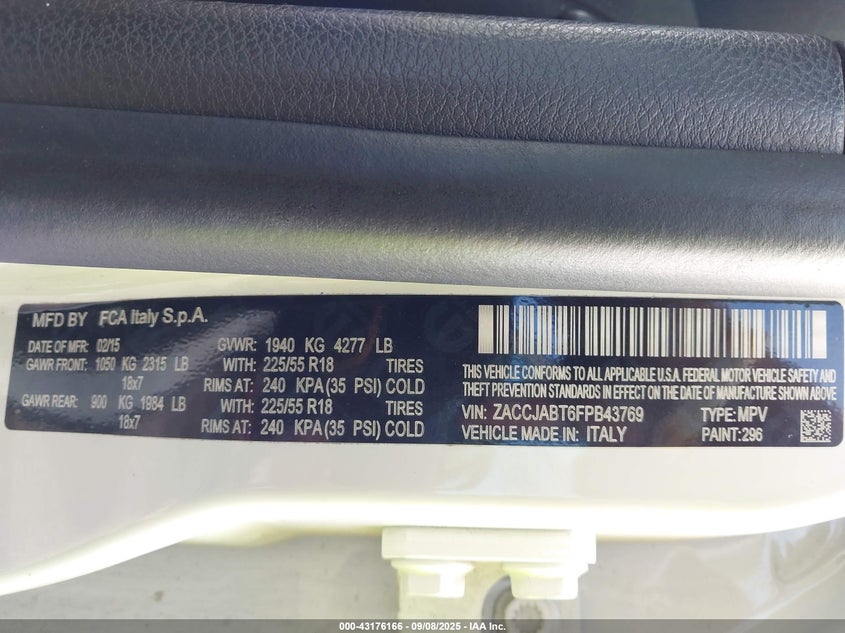 MFD BY FCA Italy S.p.A.
DATE OF MFR: 02/15 GVWR: 1940 KG 4277 LB
GAWR FRONT: 1050 KG 2315 LB WITH: 225/55 R18 TIRES
18x7 RIMS AT: 240 KPA (35 PSI) COLD
GAWR REAR: 900 KG 1984 LB WITH: 225/55 R18 TIRES
18x7 RIMS AT: 240 KPA (35 PSI) COLD
THIS VEHICLE CONFORMS TO ALL APPLICABLE U.S.A. FEDERAL MOTOR VEHICLE SAFETY AND
THEFT PREVENTION STANDARDS IN EFFECT ON THE DATE OF MANUFACTURE SHOWN ABOVE
VIN: ZACCJABT6FPB43769 TYPE: MPV
VEHICLE MADE IN: ITALY PAINT: 296
000-43176166 - 09/08/2025 - IAA Inc.